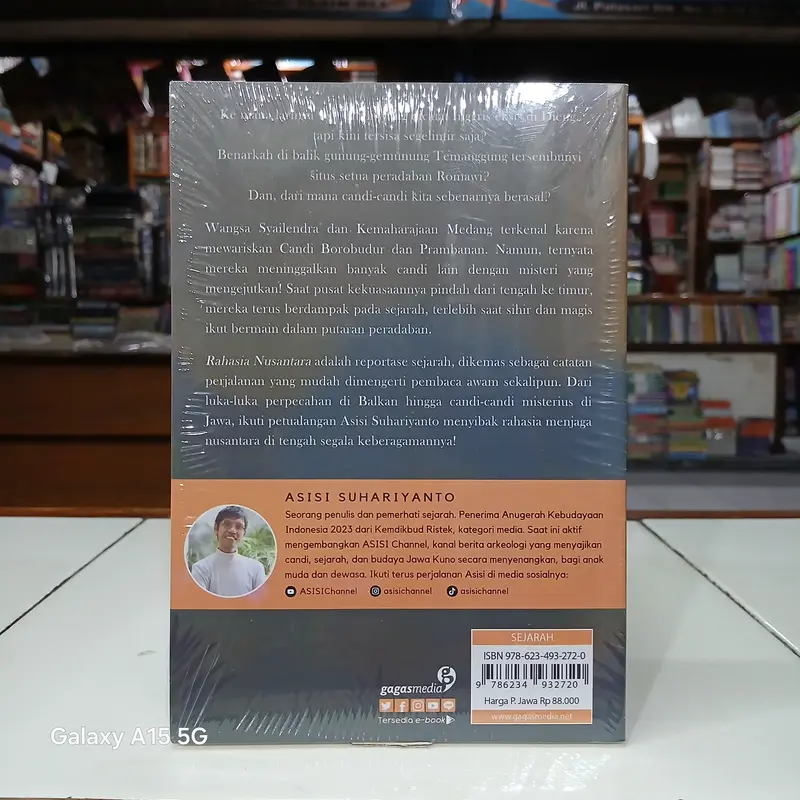 Jl. Palasari
Ke mana
Inggris eksis di Dieng
tapi kini tersisa segelintir saja?
Benarkah di balik gunung-gemunung Temanggung tersembunyi
situs setua peradaban Romawi?
Dan, dari mana candi-candi kita sebenarnya berasal?
Wangsa Syailendra dan Kemaharajaan Medang terkenal karena
mewariskan Candi Borobudur dan Prambanan. Namun, ternyata
mereka meninggalkan banyak candi lain dengan misteri yang
mengejutkan! Saat pusat kekuasaannya pindah dari tengah ke timur,
mereka terus berdampak pada sejarah, terlebih saat sihir dan magis
ikut bermain dalam putaran peradaban.
Rahasia Nusantara adalah reportase sejarah, dikemas sebagai catatan
perjalanan yang mudah dimengerti pembaca awam sekalipun. Dari
luka-luka perpecahan di Balkan hingga candi-candi misterius di
Jawa, ikuti petualangan Asisi Suhariyanto menyibak rahasia menjaga
nusantara di tengah segala keberagamannya!
ASISI SUHARIYANTO
Seorang penulis dan pemerhati sejarah. Penerima Anugerah Kebudayaan
Indonesia 2023 dari Kemdikbud Ristek, kategori media. Saat ini aktif
mengembangkan ASISI Channel, kanal berita arkeologi yang menyajikan
candi, sejarah, dan budaya Jawa Kuno secara menyenangkan, bagi anak
muda dan dewasa. Ikuti terus perjalanan Asisi di media sosialnya:
ASISIChannel asisichannel asisichannel
SEJARAH
ISBN 978-623-493-272-0
9 786234 932720
Harga P. Jawa Rp 88.000
www.gagasmedia.net
gagasmedia
Tersedia e-book
Galaxy A15 5G